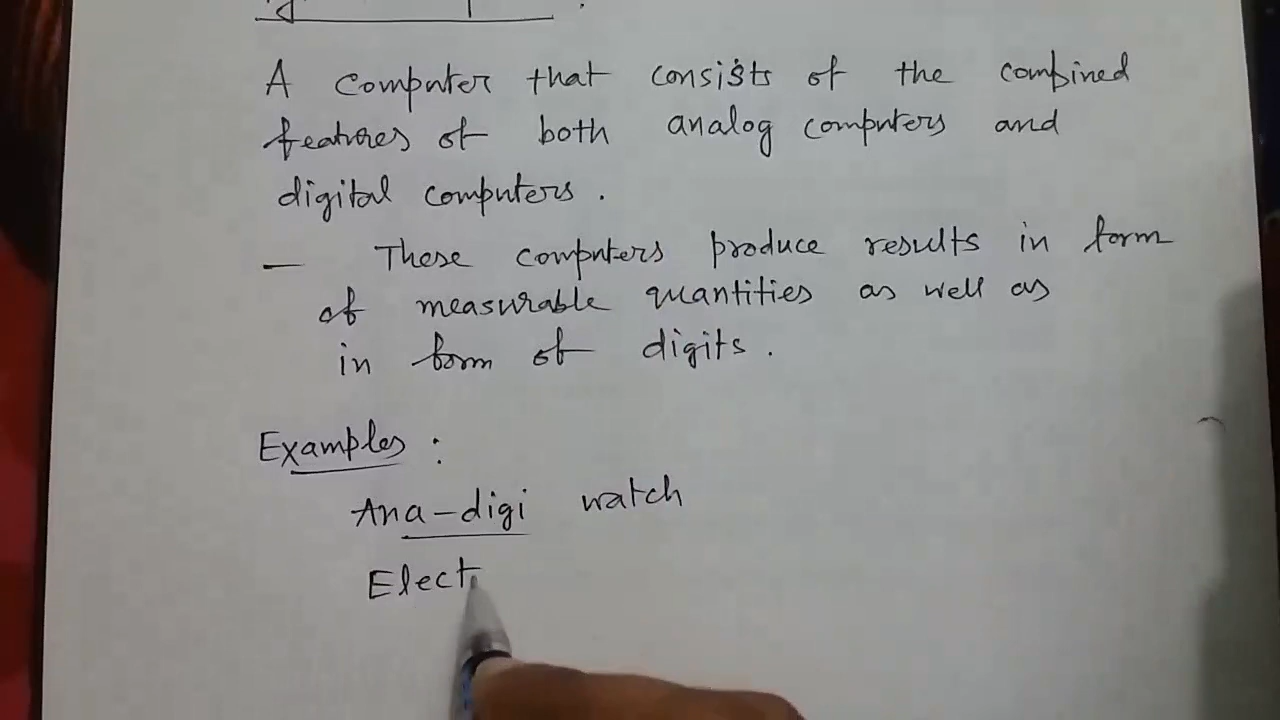 A computer that consists of the combined
features of both analog computers and
digital computers.
— These computers produce results in form
of measurable quantities as well as
in form of digits.
Examples :
Ana-digi watch
Elect